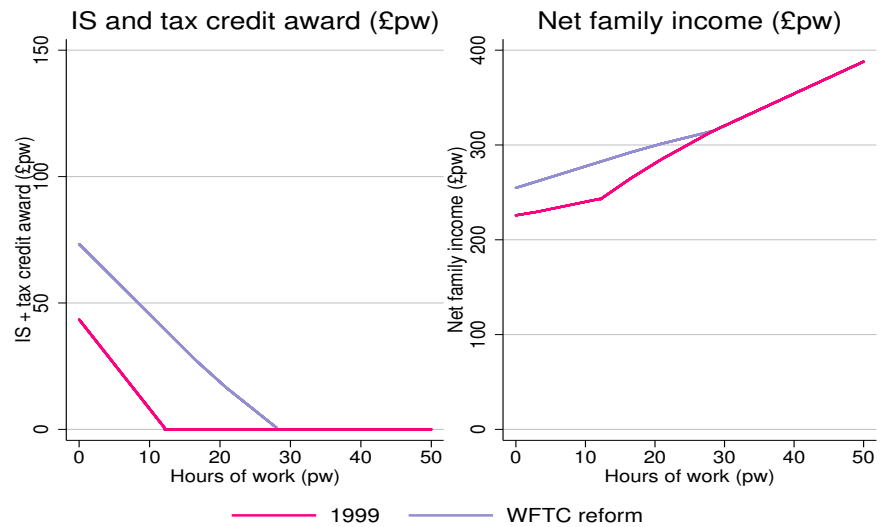 IS and tax credit award (£pw)
IS + tax credit award (£pw)
150
100
50
0
0 10 20 30 40 50
Hours of work (pw)
Net family income (£pw)
Net family income (£pw)
400
300
200
100
0
0 10 20 30 40 50
Hours of work (pw)
1999 WFTC reform